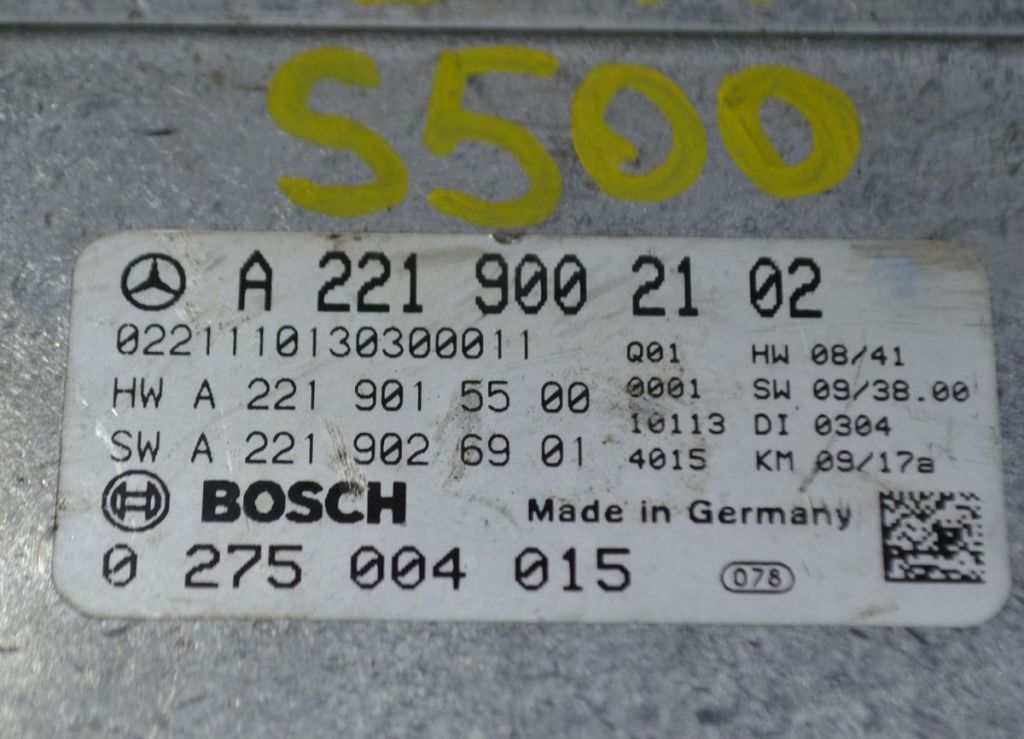 S500
A 221 900 21 02
0221110130300011
Q01 HW 08/41
HW A 221 901 55 00
0001 SW 09/38.00
10113 DI 0304
SW A 221 902 69 01
4015 KM 09/17a
BOSCH
Made in Germany
0 275 004 015
078